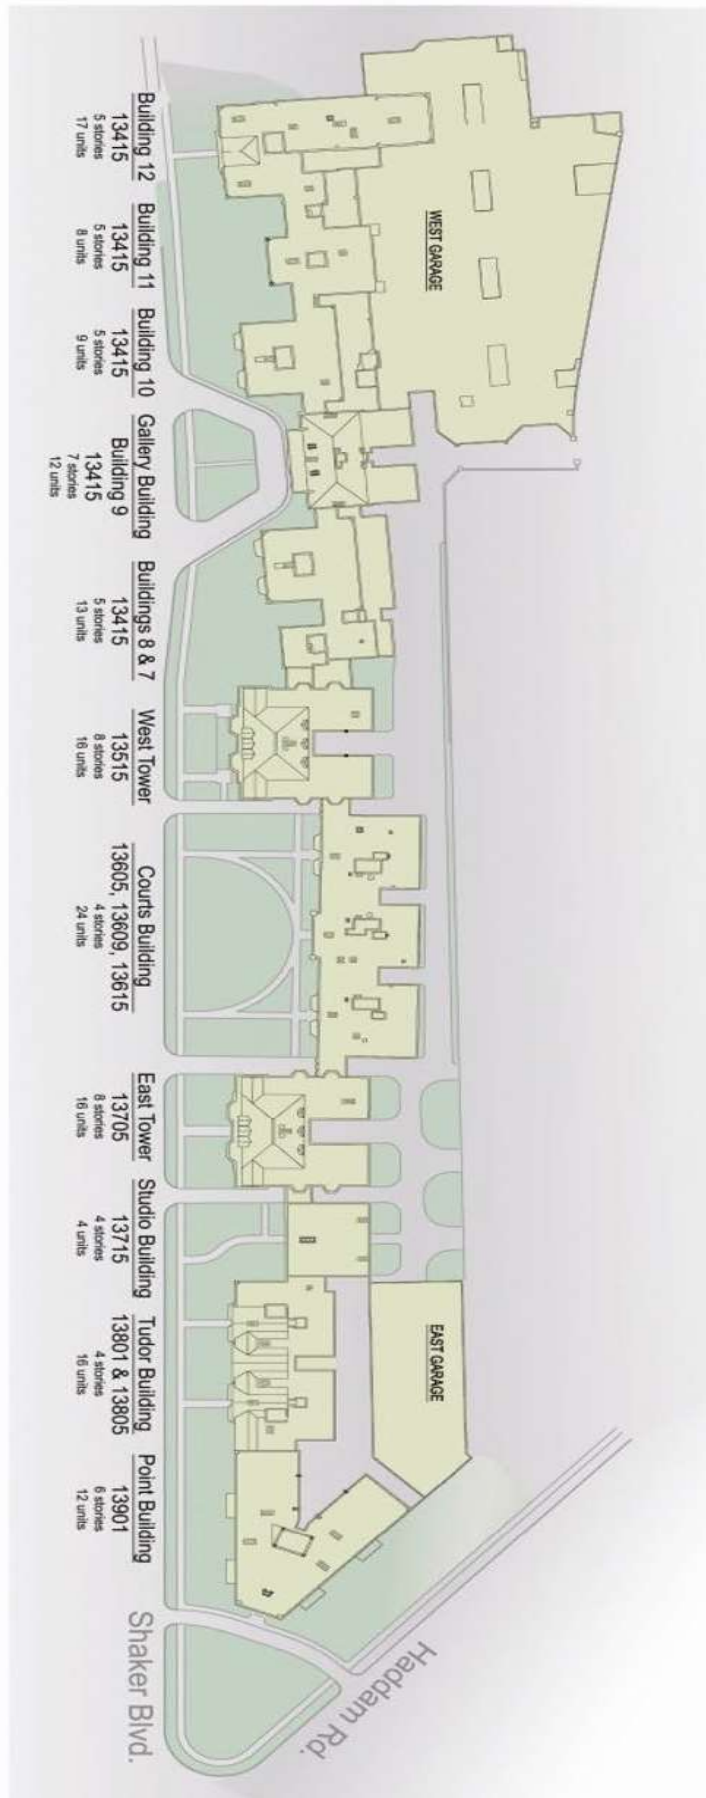 WEST GARAGE
EAST GARAGE
Building 12
13415
5 stories
17 units
Building 11
13415
5 stories
8 units
Building 10
13415
5 stories
9 units
Gallery Building
Building 9
13415
7 stories
12 units
Buildings 8 & 7
13415
5 stories
13 units
West Tower
13515
8 stories
16 units
Courts Building
13605, 13609, 13615
4 stories
24 units
East Tower
13705
8 stories
16 units
Studio Building
13715
4 stories
4 units
Tudor Building
13801 & 13805
4 stories
16 units
Point Building
13901
6 stories
12 units
Haddam Rd.
Shaker Blvd.